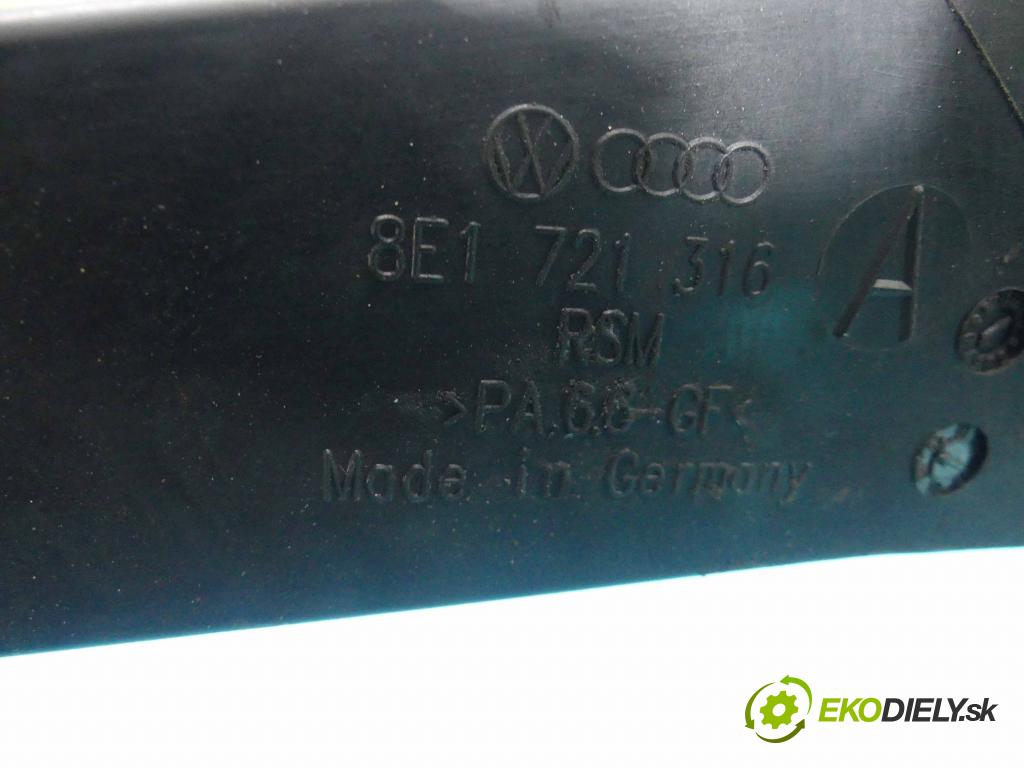 8E1 721 316 A
RSM
>PA.6.6-GF<
Made in Germany
EKODIELY.sk